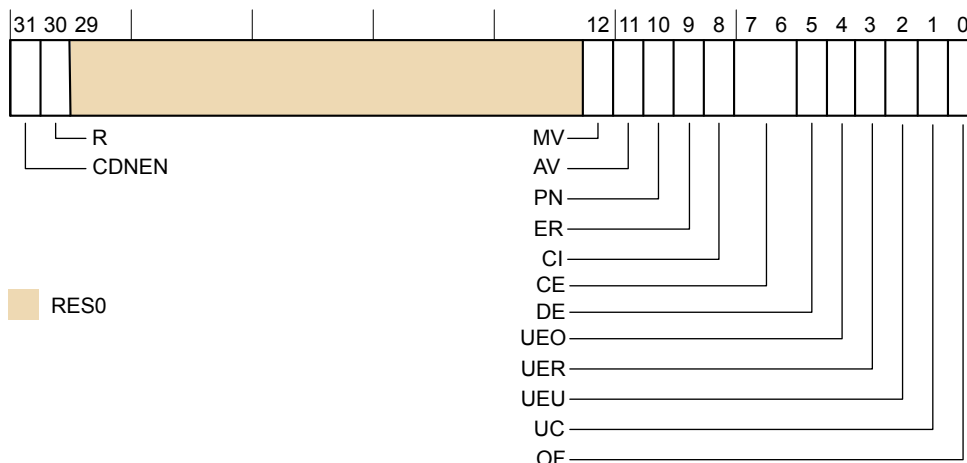 31 30 29 12 11 10 9 8 7 6 5 4 3 2 1 0
R
CDNEN
MV
AV
PN
ER
CI
CE
DE
UEO
UER
UEU
UC
OF
RES0